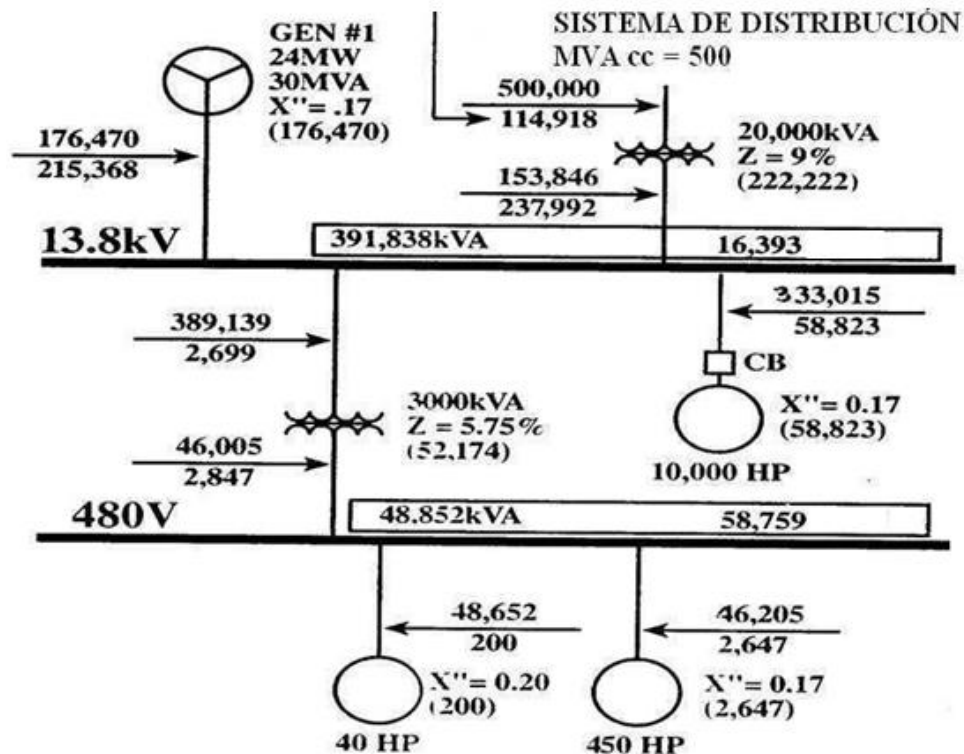 GEN #1
24MW
30MVA
X"= .17
(176,470)
SISTEMA DE DISTRIBUCIÓN
MVA cc = 500
500,000
114,918
20,000kVA
Z = 9%
(222,222)
176,470
215,368
153,846
237,992
13.8kV
391,838kVA 16,393
389,139
2,699
333,015
58,823
CB
3000kVA
Z = 5.75%
(52,174)
X"= 0.17
(58,823)
10,000 HP
46,005
2,847
480V
48.852kVA 58,759
48,652
200
46,205
2,647
X"= 0.20
(200)
X"= 0.17
(2,647)
40 HP
450 HP